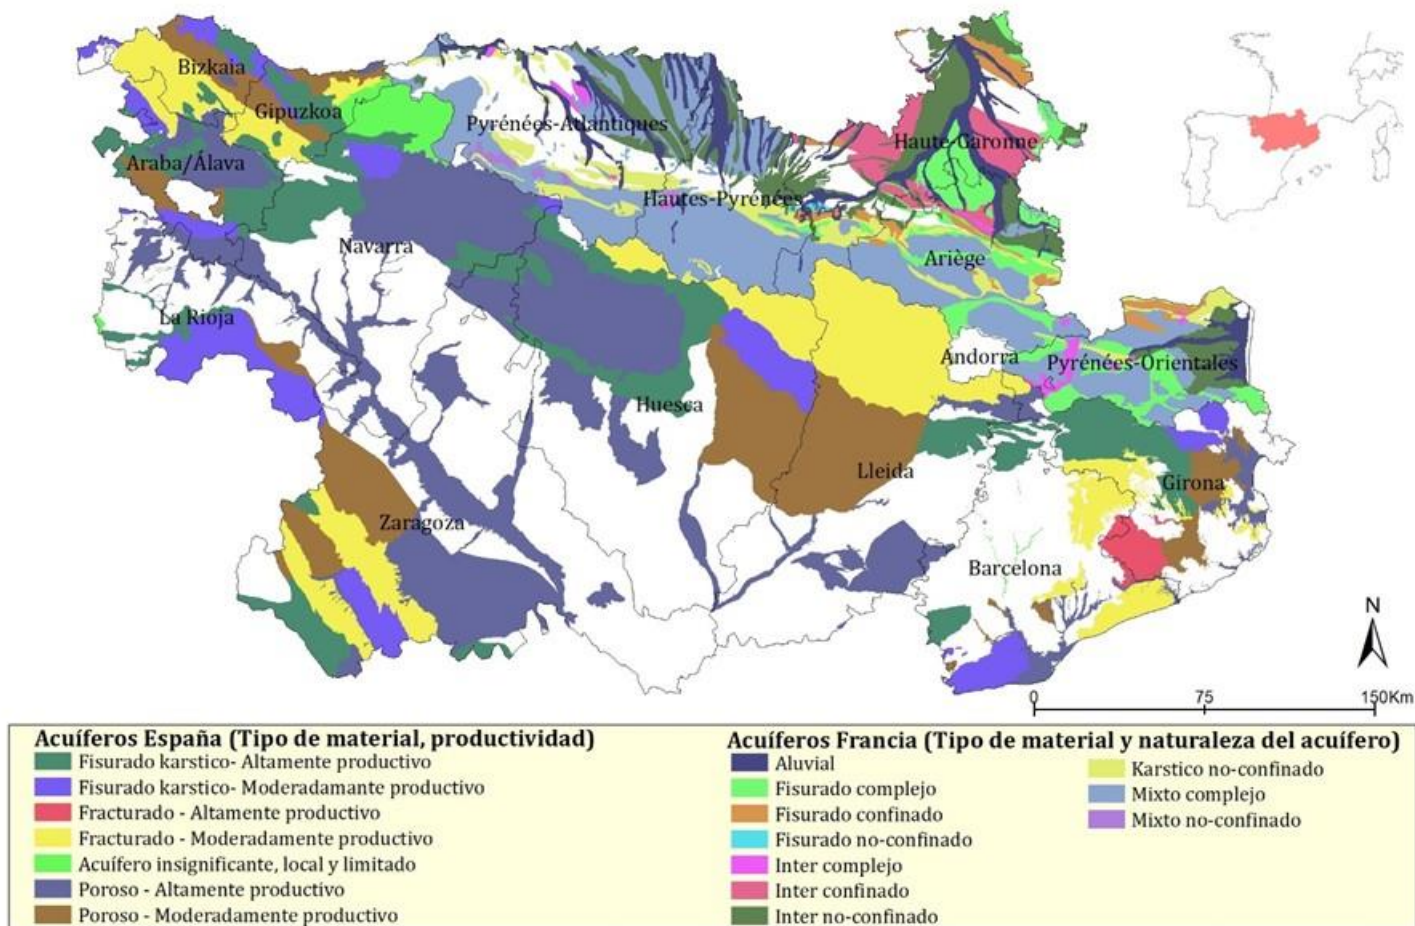 Bizkaia
Gipuzkoa
Pyrénées-Atlantiques
Haute-Garonne
Araba/Álava
Hautes-Pyrénées
Navarra
Ariège
La Rioja
Andorra
Pyrénées-Orientales
Huesca
Lleida
Girona
Zaragoza
Barcelona
N
0 75 150Km
Acuíferos España (Tipo de material, productividad)
Fisurado karstico- Altamente productivo
Fisurado karstico- Moderadamante productivo
Fracturado - Altamente productivo
Fracturado - Moderadamente productivo
Acuífero insignificante, local y limitado
Poroso - Altamente productivo
Poroso - Moderadamente productivo
Acuíferos Francia (Tipo de material y naturaleza del acuífero)
Aluvial
Fisurado complejo
Fisurado confinado
Fisurado no-confinado
Inter complejo
Inter confinado
Inter no-confinado
Karstico no-confinado
Mixto complejo
Mixto no-confinado